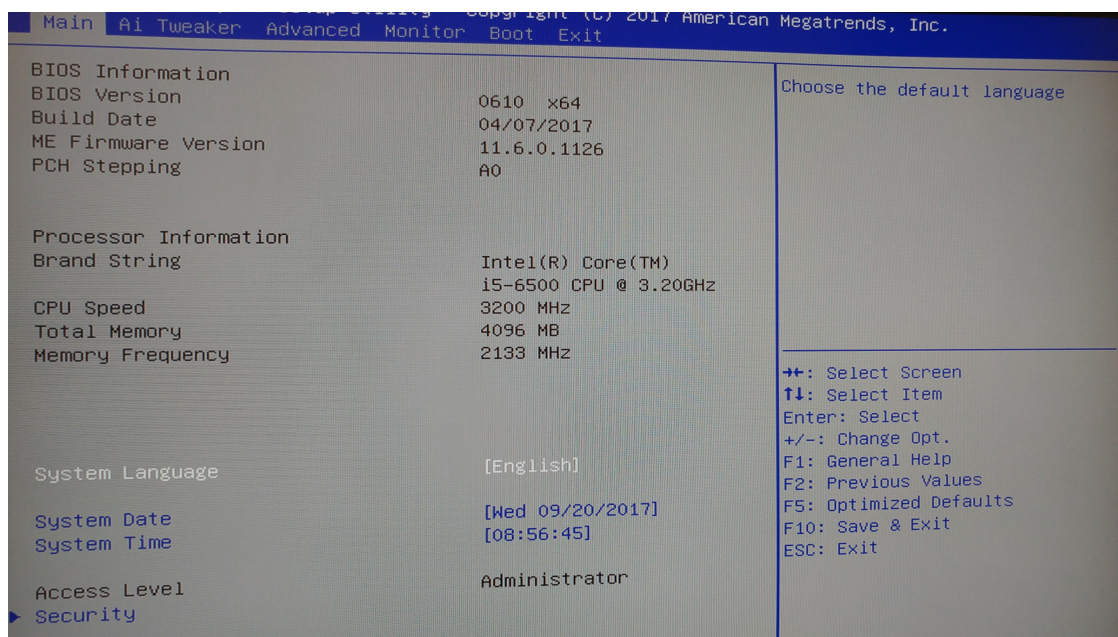 Copyright (C) 2017 American Megatrends, Inc.
Main Ai Tweaker Advanced Monitor Boot Exit
BIOS Information
BIOS Version 0610 x64
Build Date 04/07/2017
ME Firmware Version 11.6.0.1126
PCH Stepping A0
Processor Information
Brand String Intel(R) Core(TM)
i5-6500 CPU @ 3.20GHz
CPU Speed 3200 MHz
Total Memory 4096 MB
Memory Frequency 2133 MHz
System Language [English]
System Date [Wed 09/20/2017]
System Time [08:56:45]
Access Level Administrator
Security
Choose the default language
→←: Select Screen
↑↓: Select Item
Enter: Select
+/-: Change Opt.
F1: General Help
F2: Previous Values
F5: Optimized Defaults
F10: Save & Exit
ESC: Exit